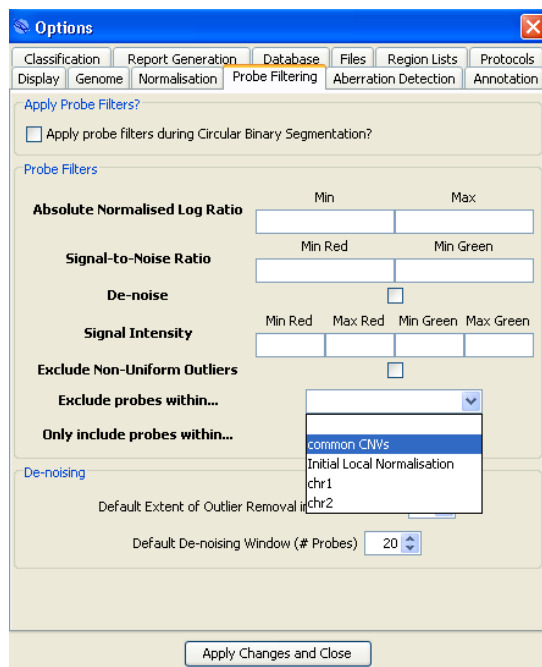 Options
Classification Report Generation Database Files Region Lists Protocols
Display Genome Normalisation Probe Filtering Aberration Detection Annotation
Apply Probe Filters?
Apply probe filters during Circular Binary Segmentation?
Probe Filters
Min Max
Absolute Normalised Log Ratio
Min Red Min Green
Signal-to-Noise Ratio
De-noise
Min Red Max Red Min Green Max Green
Signal Intensity
Exclude Non-Uniform Outliers
Exclude probes within...
Only include probes within...
common CNVs
Initial Local Normalisation
chr1
chr2
De-noising
Default Extent of Outlier Removal
Default De-noising Window (# Probes) 20
Apply Changes and Close